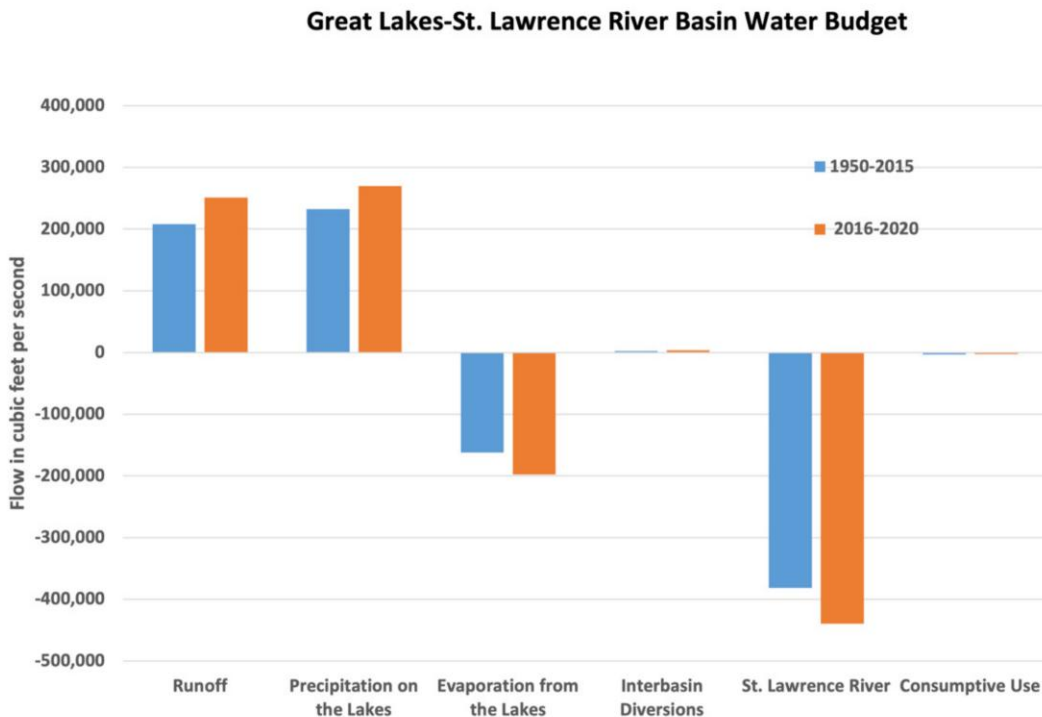 Great Lakes-St. Lawrence River Basin Water Budget
400,000
300,000
200,000
100,000
0
-100,000
-200,000
-300,000
-400,000
-500,000
Flow in cubic feet per second
1950-2015
2016-2020
Runoff
Precipitation on
the Lakes
Evaporation from
the Lakes
Interbasin
Diversions
St. Lawrence River
Consumptive Use